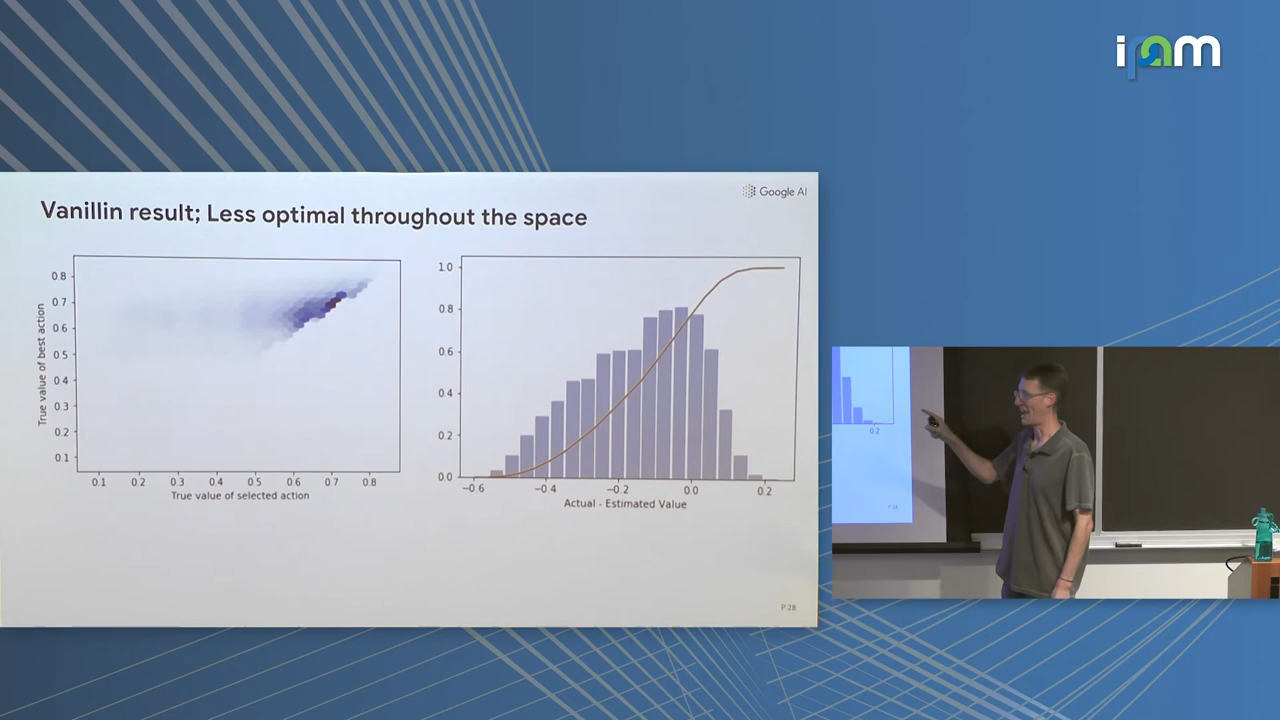 ipam
Google AI
Vanillin result; Less optimal throughout the space
True value of best action
0.8
0.7
0.6
0.5
0.4
0.3
0.2
0.1
0.1 0.2 0.3 0.4 0.5 0.6 0.7 0.8
True value of selected action
1.0
0.8
0.6
0.4
0.2
0.0
−0.6 −0.4 −0.2 0.0 0.2
Actual - Estimated Value
P 28
0.2
P 28